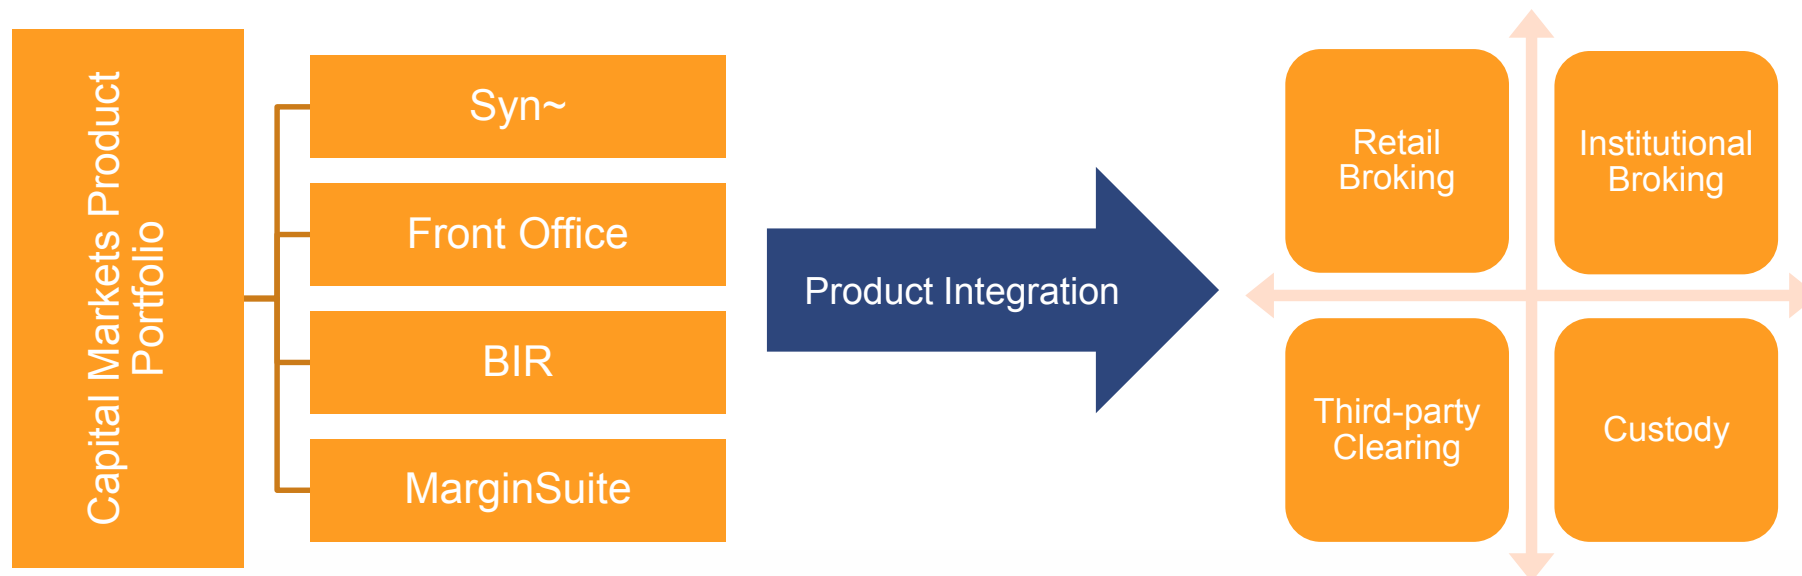 Capital Markets Product
Portfolio
Syn~
Front Office
BIR
MarginSuite
Product Integration
Retail
Broking
Institutional
Broking
Third-party
Clearing
Custody